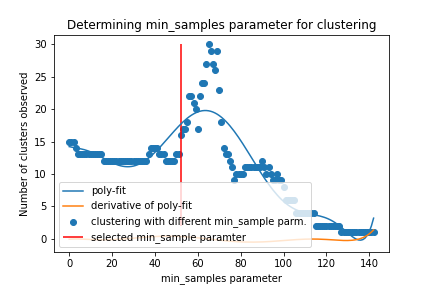 Determining min_samples parameter for clustering
Number of clusters observed
30
25
20
15
10
5
0
poly-fit
derivative of poly-fit
clustering with different min_sample parm.
selected min_sample paramter
0 20 40 60 80 100 120 140
min_samples parameter